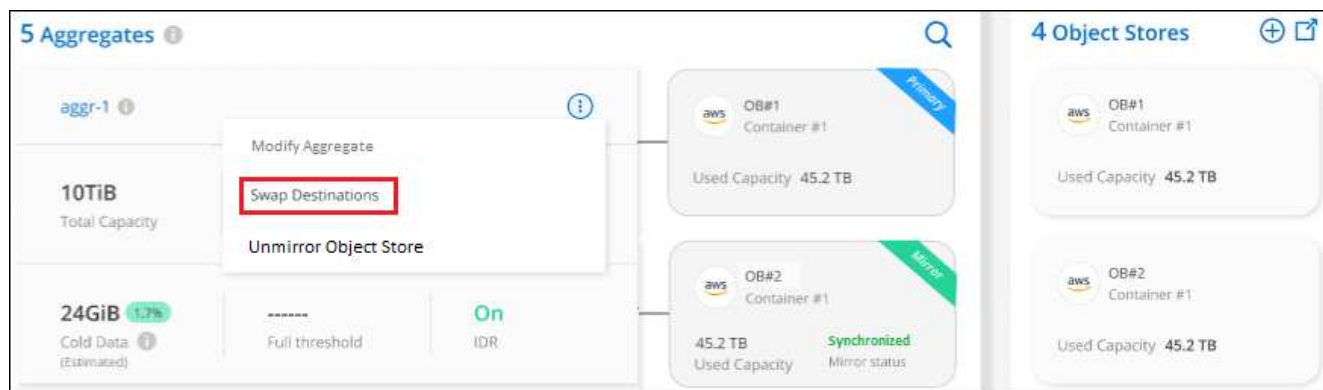 5 Aggregates
4 Object Stores
aggr-1
Modify Aggregate
Swap Destinations
Unmirror Object Store
10TiB
Total Capacity
24GiB 1.7%
Cold Data
(Estimated)
------
Full threshold
On
IDR
aws
OB#1
Container #1
Primary
Used Capacity 45.2 TB
aws
OB#2
Container #1
Mirror
45.2 TB
Used Capacity
Synchronized
Mirror status
aws
OB#1
Container #1
Used Capacity 45.2 TB
aws
OB#2
Container #1
Used Capacity 45.2 TB